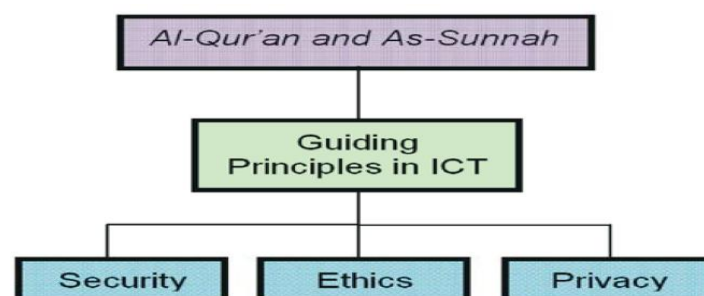 Al-Qur'an and As-Sunnah
Guiding
Principles in ICT
Security
Ethics
Privacy